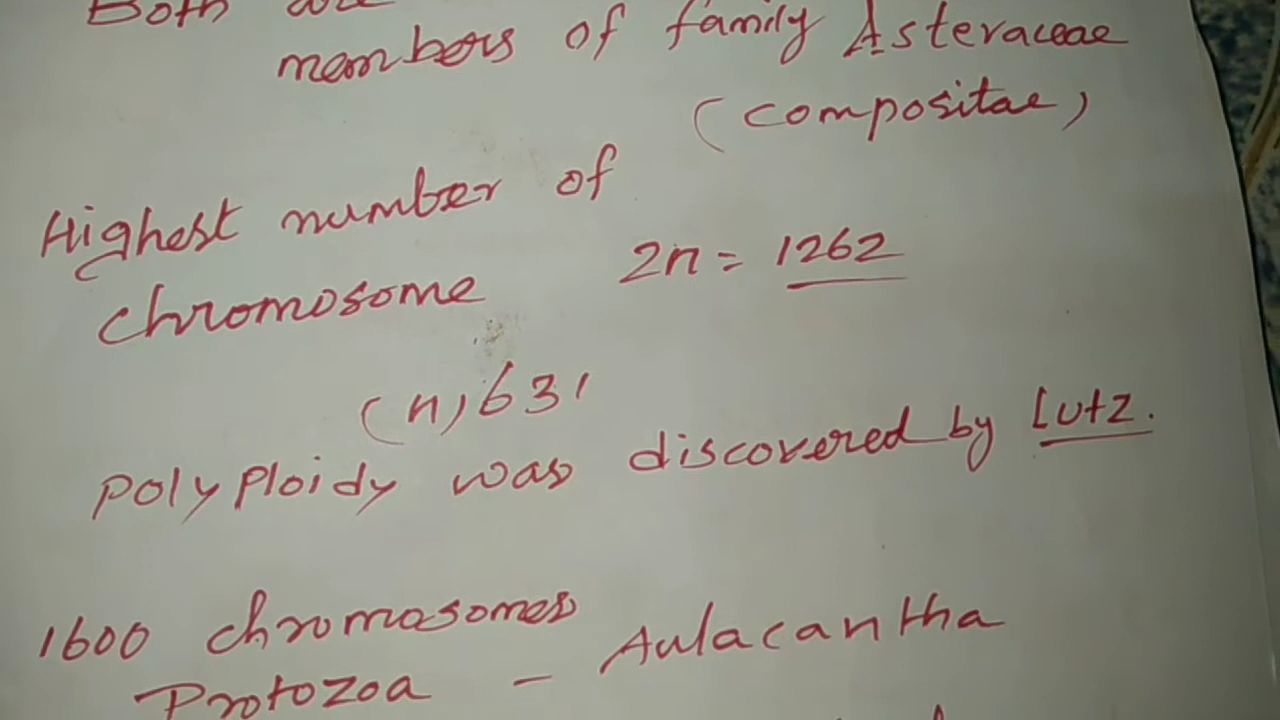 Both
members of family Asteraceae
(compositae)
Highest number of
chromosome 2n = 1262
(n) 631
polyploidy was discovered by Lutz.
1600 chromosomes
Protozoa - Aulacantha